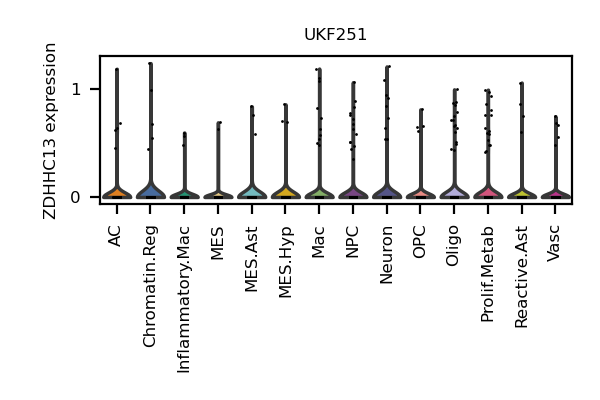 UKF251
ZDHHC13 expression
1
0
AC
Chromatin.Reg
Inflammatory.Mac
MES
MES.Ast
MES.Hyp
Mac
NPC
Neuron
OPC
Oligo
Prolif.Metab
Reactive.Ast
Vasc